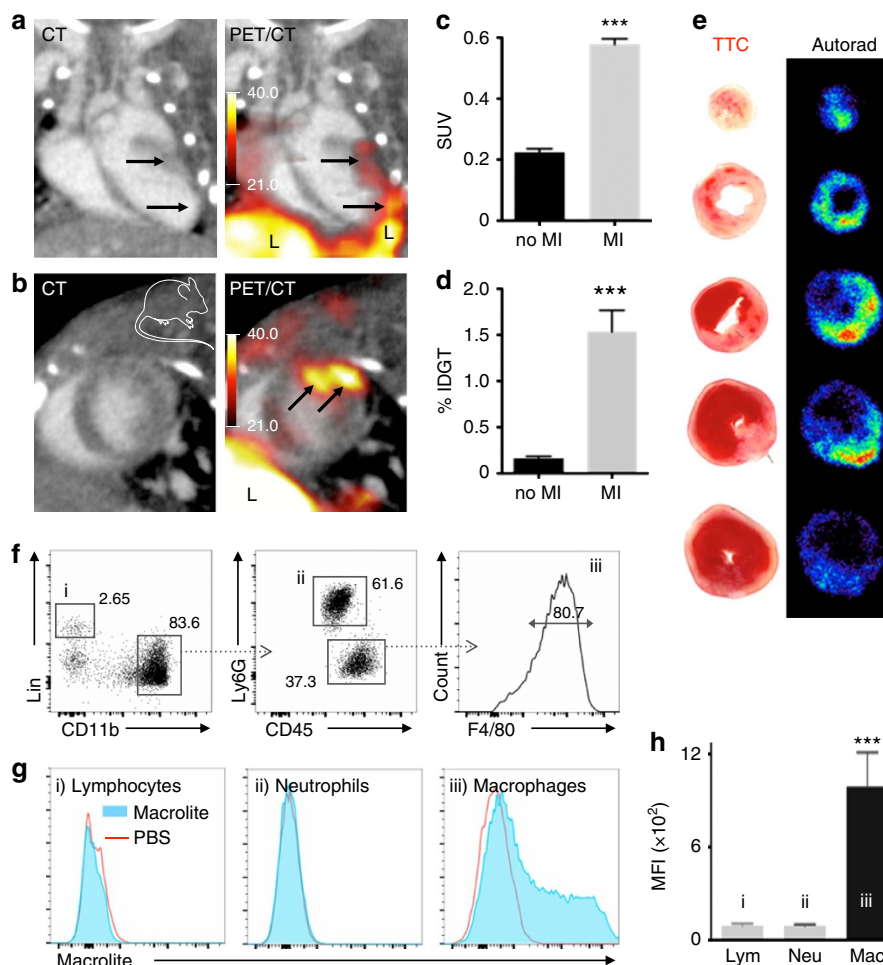 a
CT
PET/CT
40.0
21.0
L
L
b
CT
PET/CT
40.0
21.0
L
c
***
SUV
0.6
0.4
0.2
0
no MI
MI
d
***
% IDGT
2.0
1.5
1.0
0.5
0
no MI
MI
e
TTC
Autorad
f
i
2.65
83.6
Lin
CD11b
ii
61.6
37.3
Ly6G
CD45
iii
80.7
Count
F4/80
g
i) Lymphocytes
Macrolite
PBS
ii) Neutrophils
iii) Macrophages
Macrolite
h
***
MFI (×10²)
12
6
0
i
ii
iii
Lym
Neu
Mac